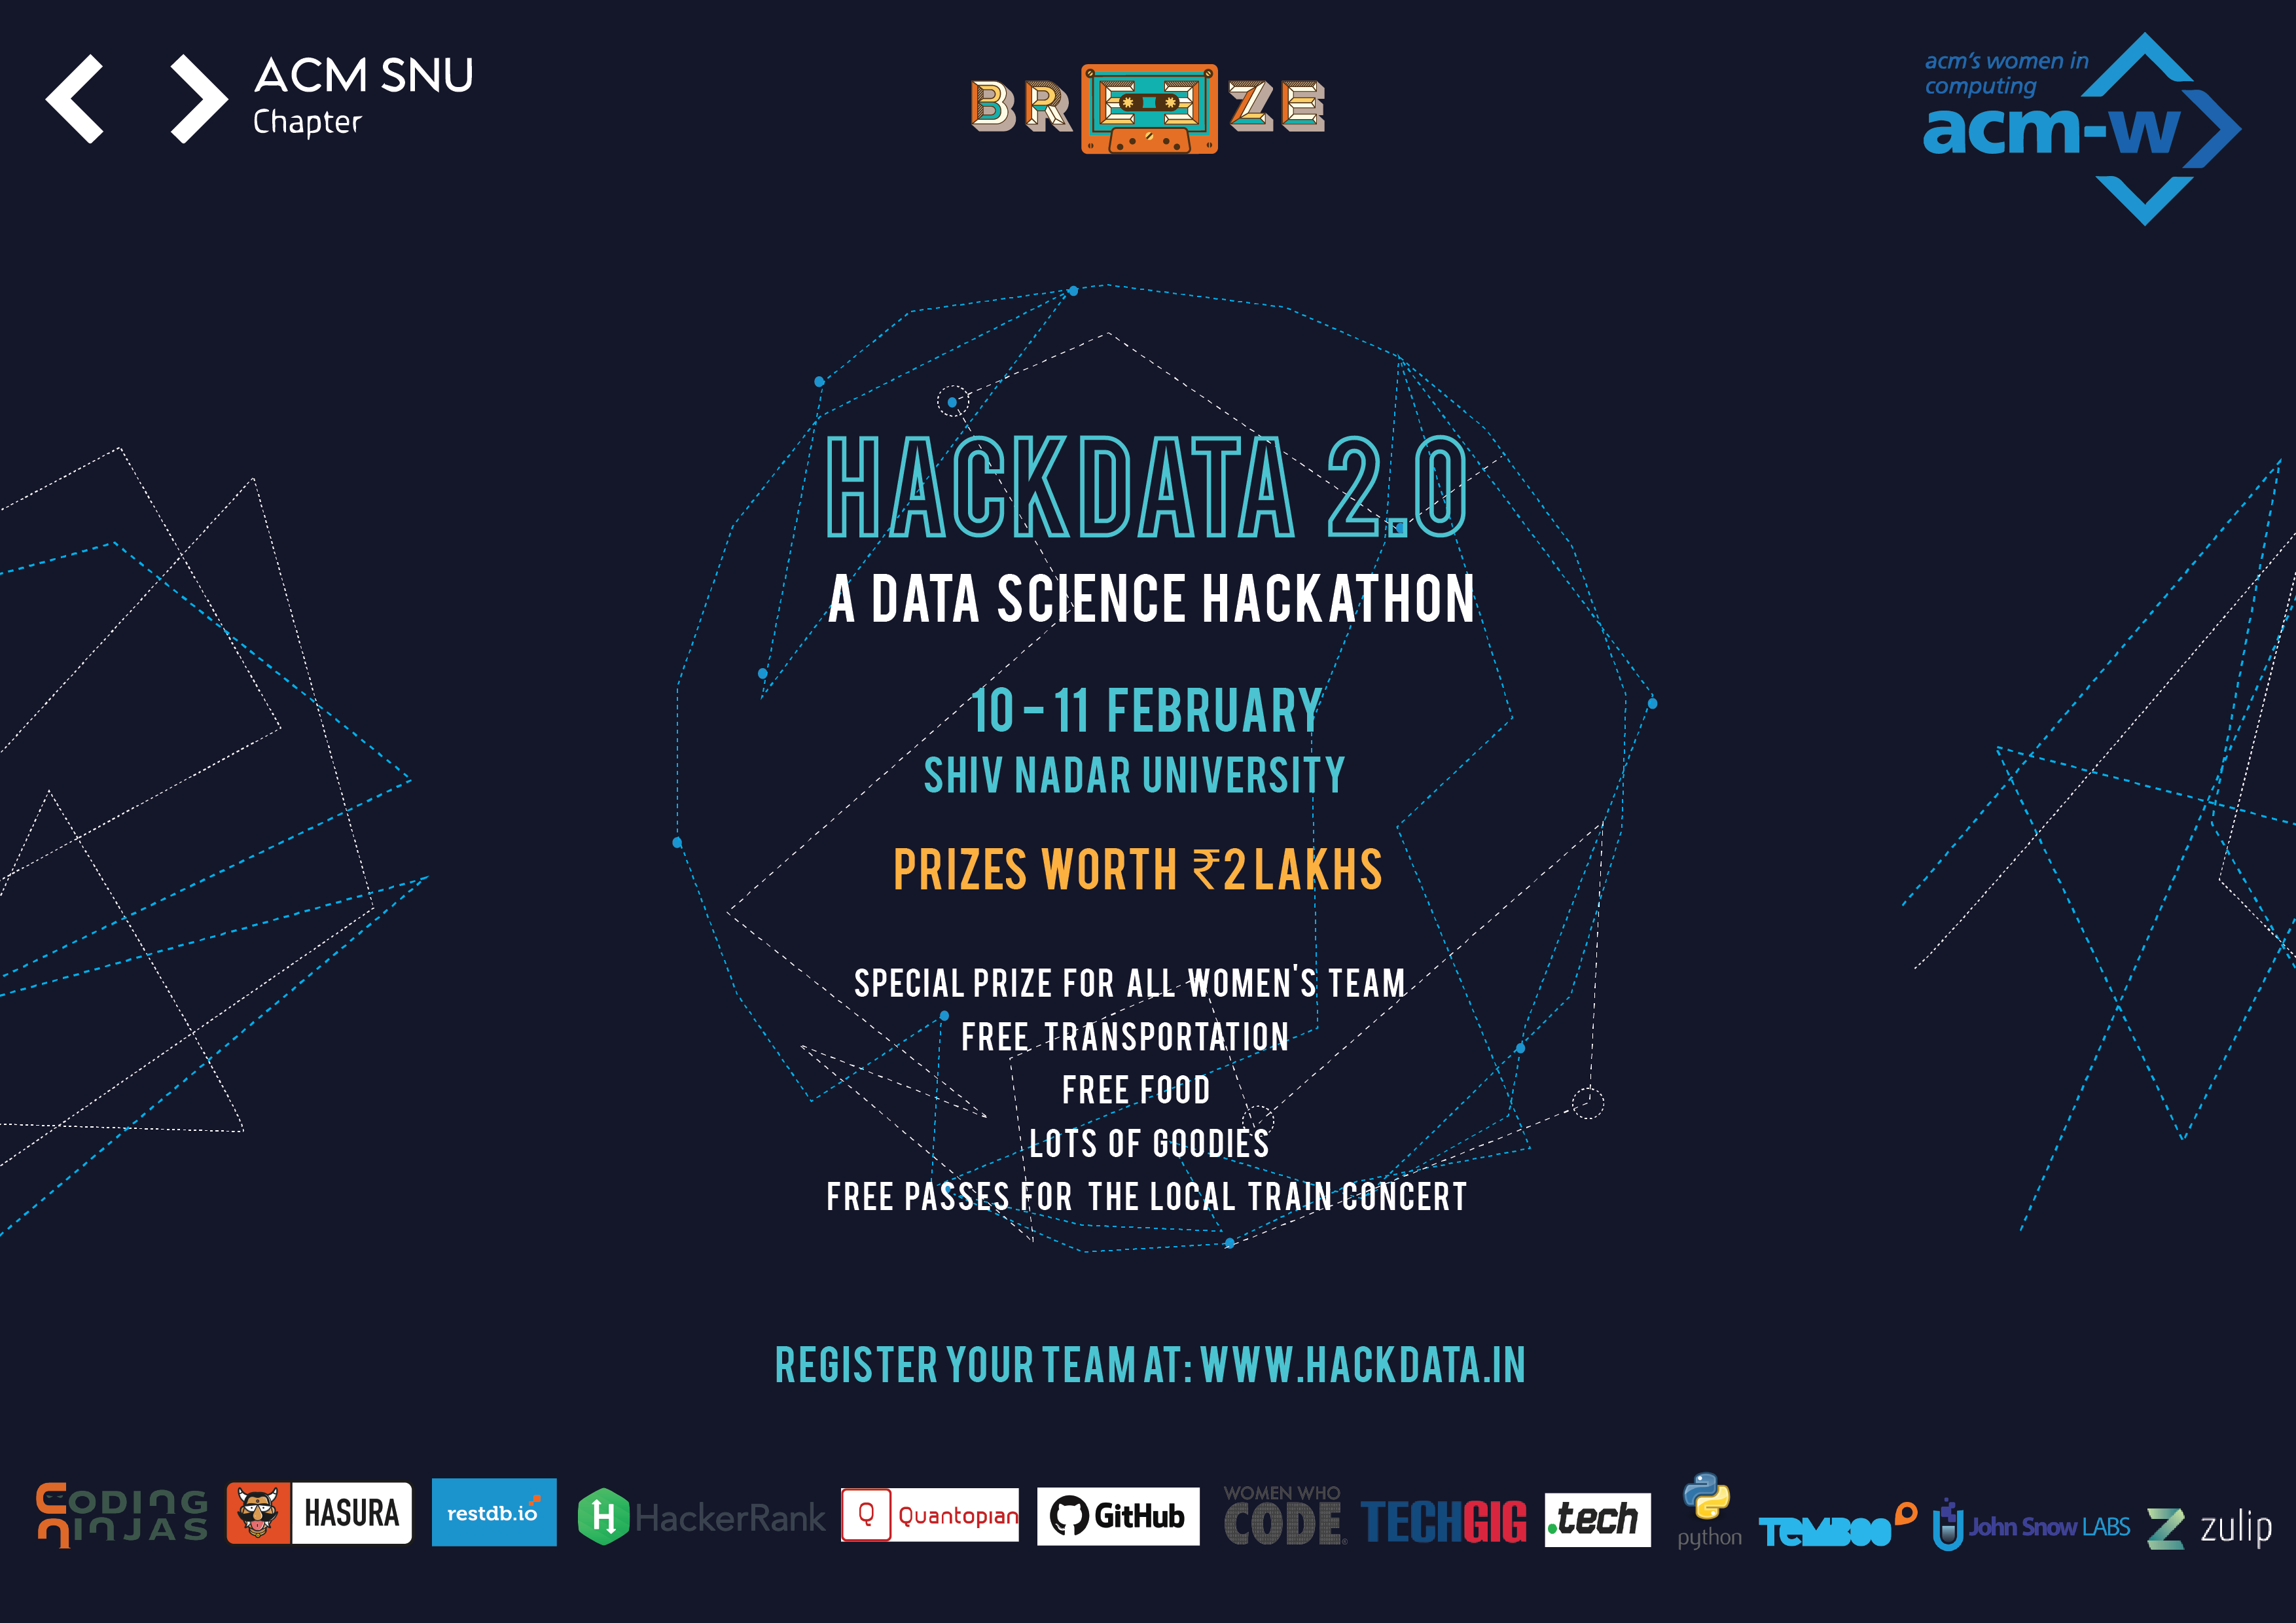 ACM SNU
Chapter
BREEZE
acm's women in
computing
acm-w
HACKDATA 2.0
A DATA SCIENCE HACKATHON
10 - 11 FEBRUARY
SHIV NADAR UNIVERSITY
PRIZES WORTH ₹2 LAKHS
SPECIAL PRIZE FOR ALL WOMEN'S TEAM
FREE TRANSPORTATION
FREE FOOD
LOTS OF GOODIES
FREE PASSES FOR THE LOCAL TRAIN CONCERT
REGISTER YOUR TEAM AT: WWW.HACKDATA.IN
CODING NINJAS
HASURA
restdb.io
H HackerRank
Q Quantopian
GitHub
WOMEN WHO CODE®
TECHGIG
.tech
python
TEMBOO
John Snow LABS
zulip